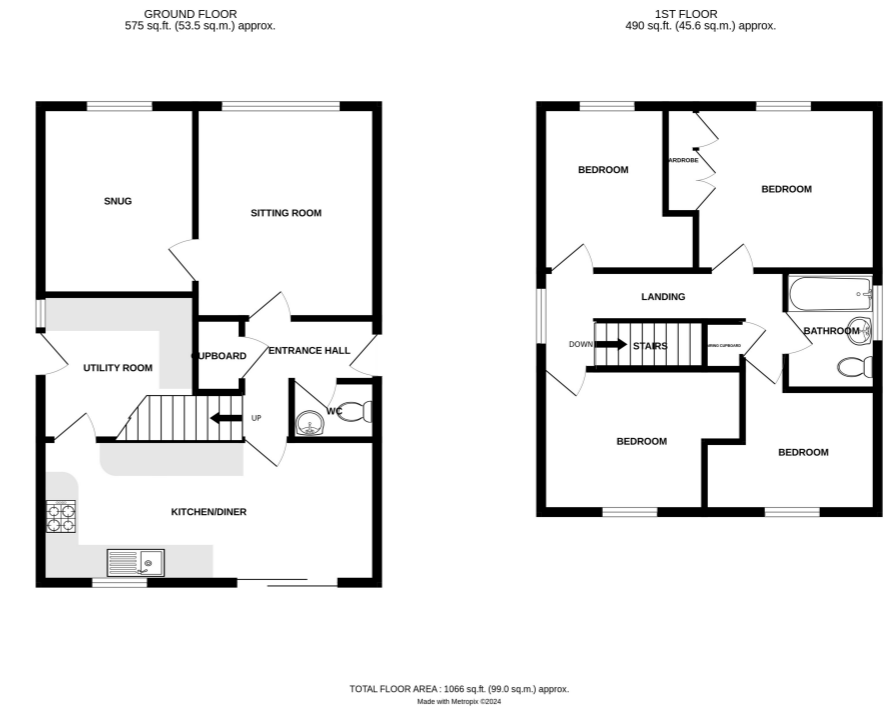 GROUND FLOOR
575 sq.ft. (53.5 sq.m.) approx.
1ST FLOOR
490 sq.ft. (45.6 sq.m.) approx.
SNUG
SITTING ROOM
UTILITY ROOM
CUPBOARD
ENTRANCE HALL
WC
UP
KITCHEN/DINER
BEDROOM
ARDROBE
BEDROOM
LANDING
BATHROOM
DOWN
STAIRS
BEDROOM
BEDROOM
TOTAL FLOOR AREA : 1066 sq.ft. (99.0 sq.m.) approx.
Made with Metropix ©2024